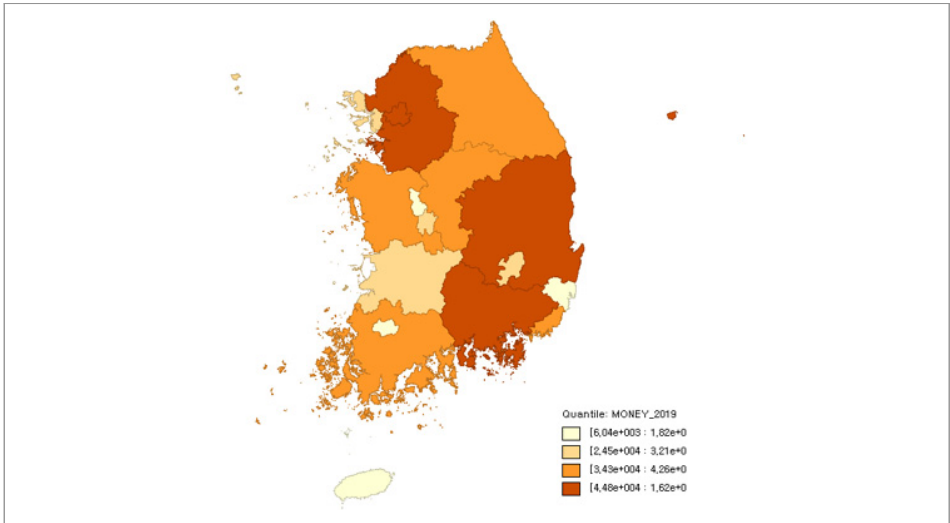 Quantile: MONEY_2019
[6,04e+003 : 1,82e+0
[2,45e+004 : 3,21e+0
[3,43e+004 : 4,26e+0
[4,48e+004 : 1,62e+0